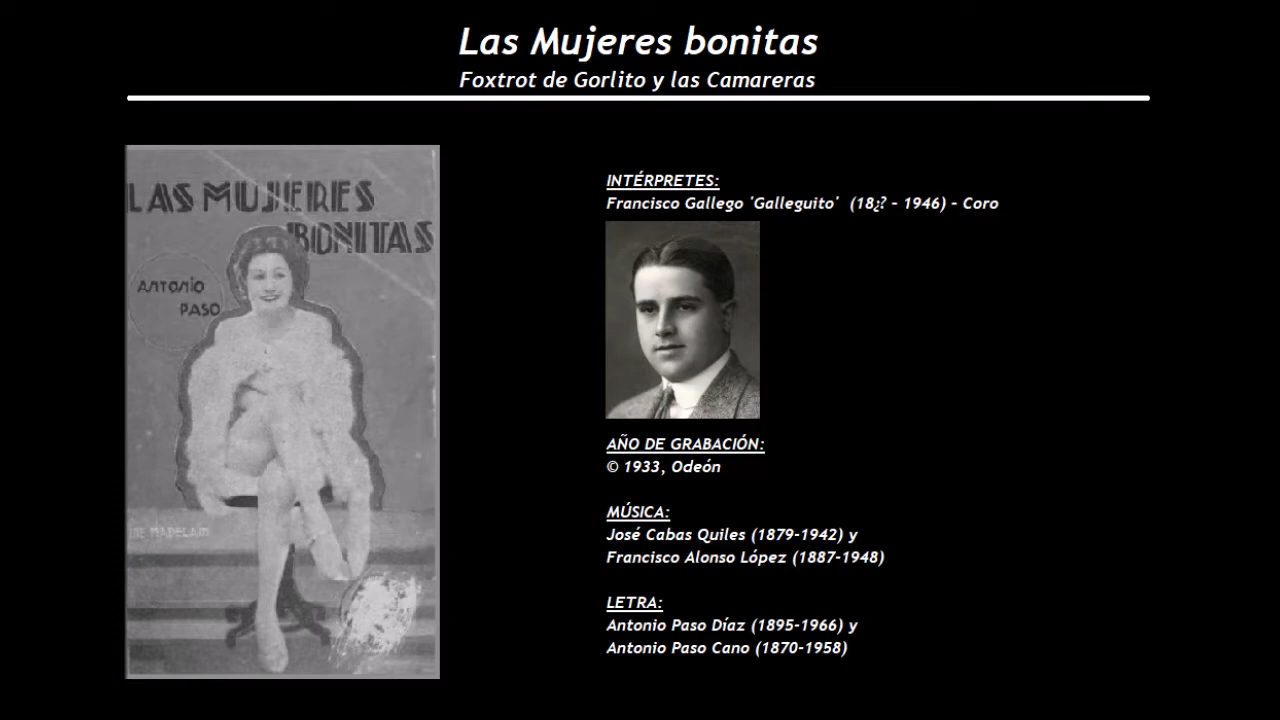 Las Mujeres bonitas
Foxtrot de Gorlito y las Camareras
LAS MUJERES
BONITAS
ANTONIO
PASO
INTÉRPRETES:
Francisco Gallego 'Galleguito' (18¿? - 1946) - Coro
AÑO DE GRABACIÓN:
© 1933, Odeón
MÚSICA:
José Cabas Quiles (1879-1942) y
Francisco Alonso López (1887-1948)
LETRA:
Antonio Paso Díaz (1895-1966) y
Antonio Paso Cano (1870-1958)